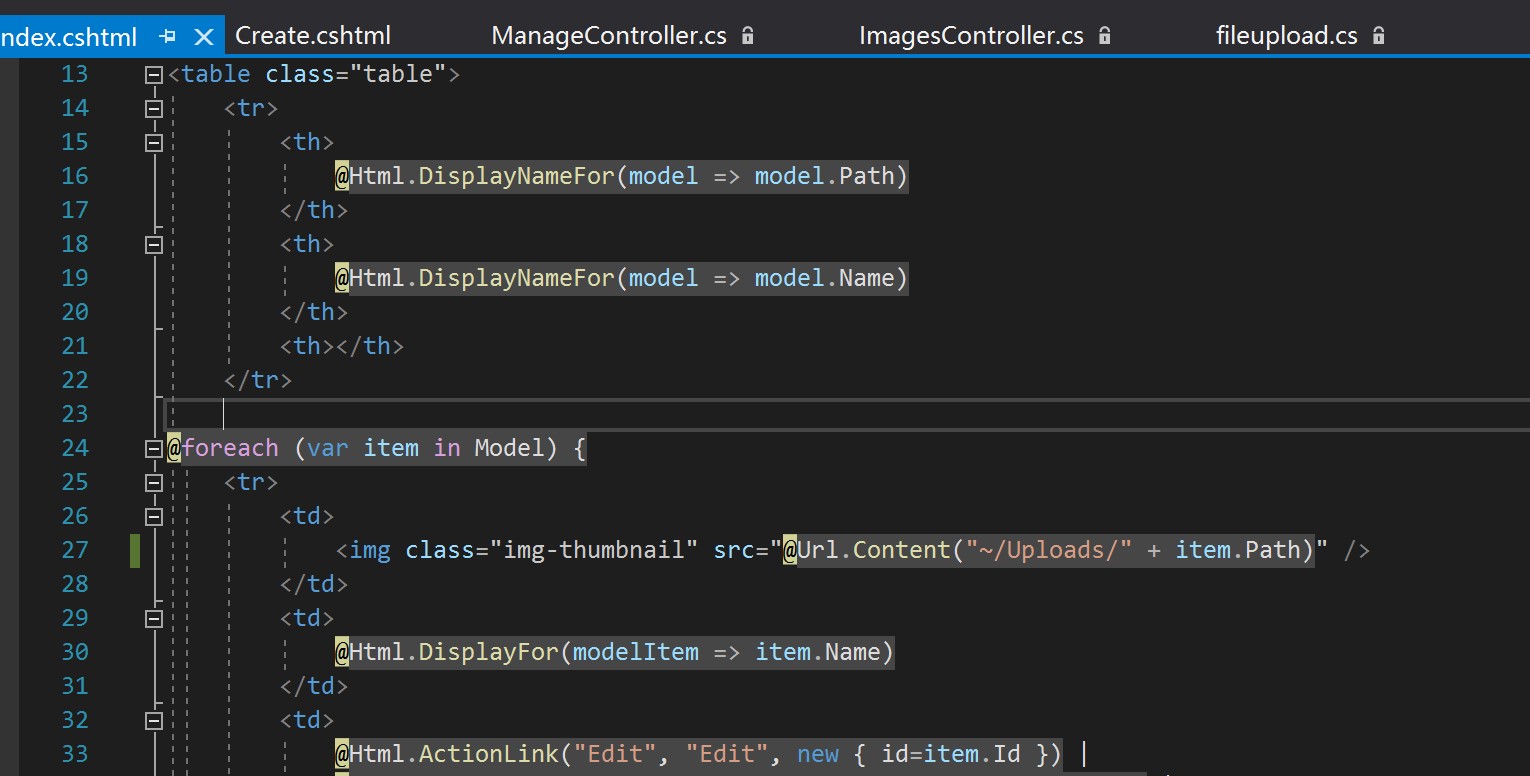 ndex.cshtml Create.cshtml ManageController.cs ImagesController.cs fileupload.cs
13 <table class="table">
14 <tr>
15 <th>
16 @Html.DisplayNameFor(model => model.Path)
17 </th>
18 <th>
19 @Html.DisplayNameFor(model => model.Name)
20 </th>
21 <th></th>
22 </tr>
23
24 @foreach (var item in Model) {
25 <tr>
26 <td>
27 <img class="img-thumbnail" src="@Url.Content("~/Uploads/" + item.Path)" />
28 </td>
29 <td>
30 @Html.DisplayFor(modelItem => item.Name)
31 </td>
32 <td>
33 @Html.ActionLink("Edit", "Edit", new { id=item.Id }) |